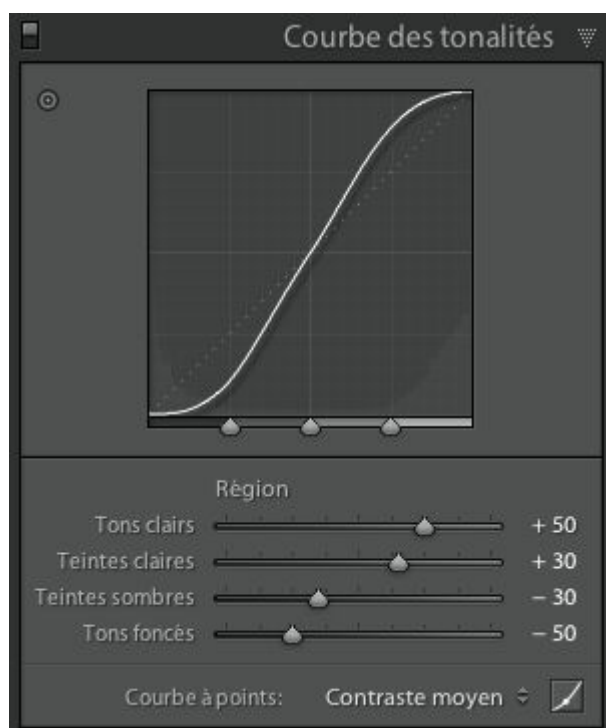 Courbe des tonalités
Région
Tons clairs + 50
Teintes claires + 30
Teintes sombres − 30
Tons foncés − 50
Courbe à points: Contraste moyen